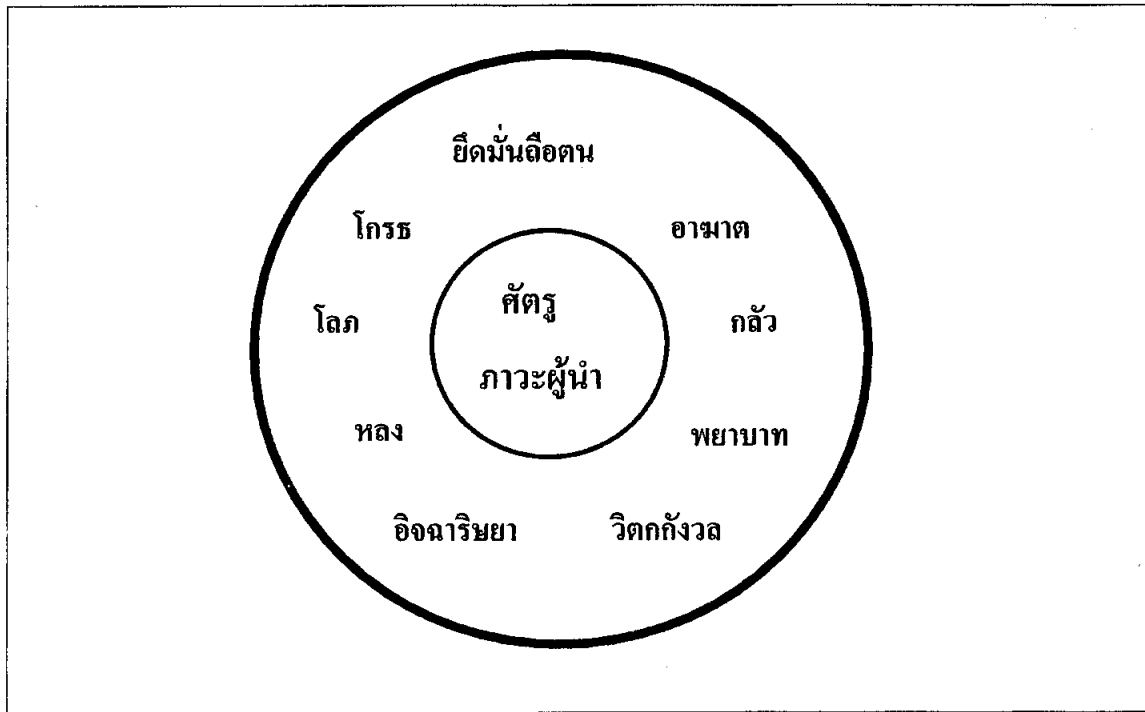 ยึดมั่นถือตน
โกรธ
อาฆาต
ศัตรู
โลภ
กลัว
ภาวะผู้นำ
หลง
พยาบาท
อิจฉาริษยา
วิตกกังวล